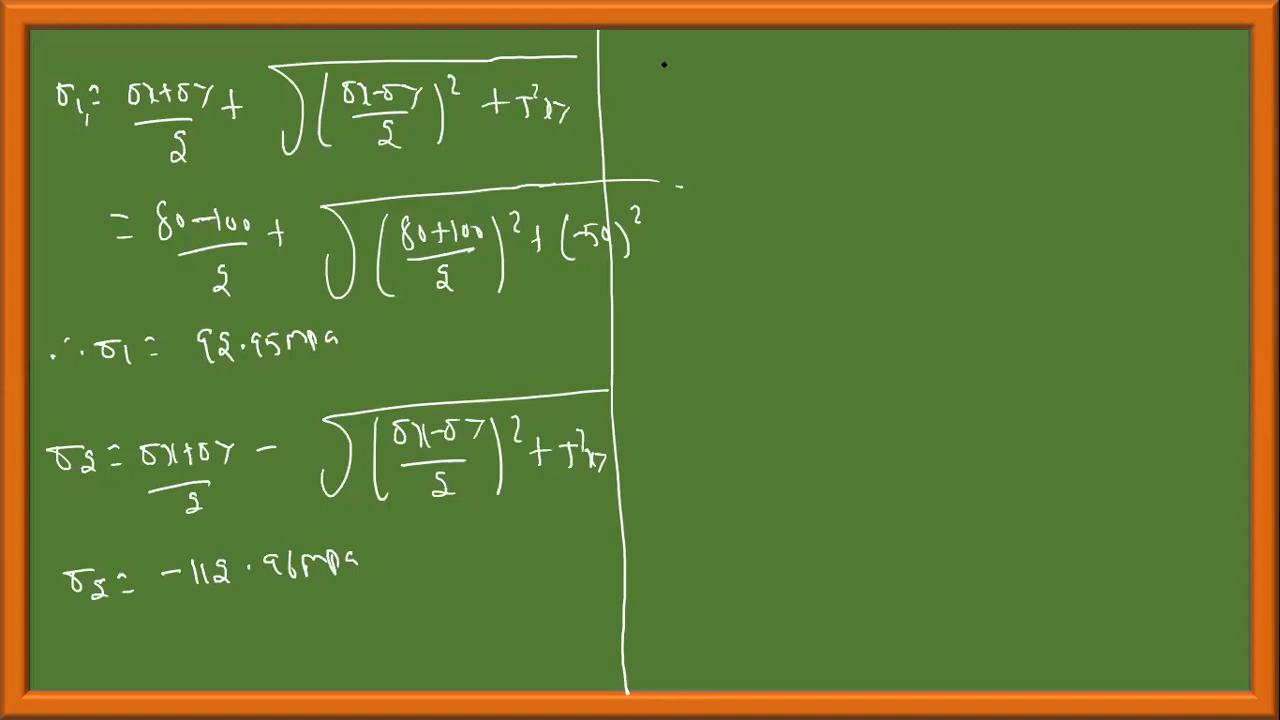 σ1 = σx+σy/2 + √((σx-σy/2)² + τ²xy)
= 80-100/2 + √((80+100/2)² + (-50)²)
∴ σ1 = 92.95mpa
σ2 = σx+σy/2 - √((σx-σy/2)² + τ²xy)
σ2 = -112.96mpa